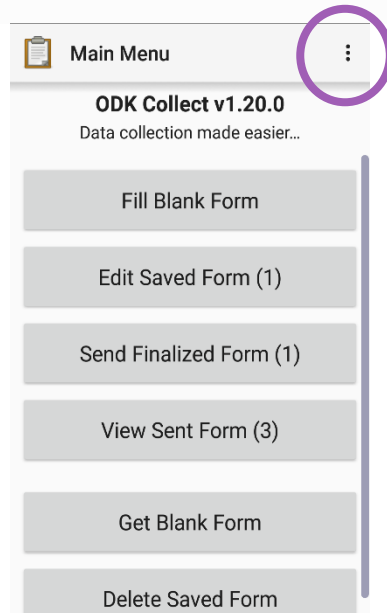 Main Menu
ODK Collect v1.20.0
Data collection made easier...
Fill Blank Form
Edit Saved Form (1)
Send Finalized Form (1)
View Sent Form (3)
Get Blank Form
Delete Saved Form